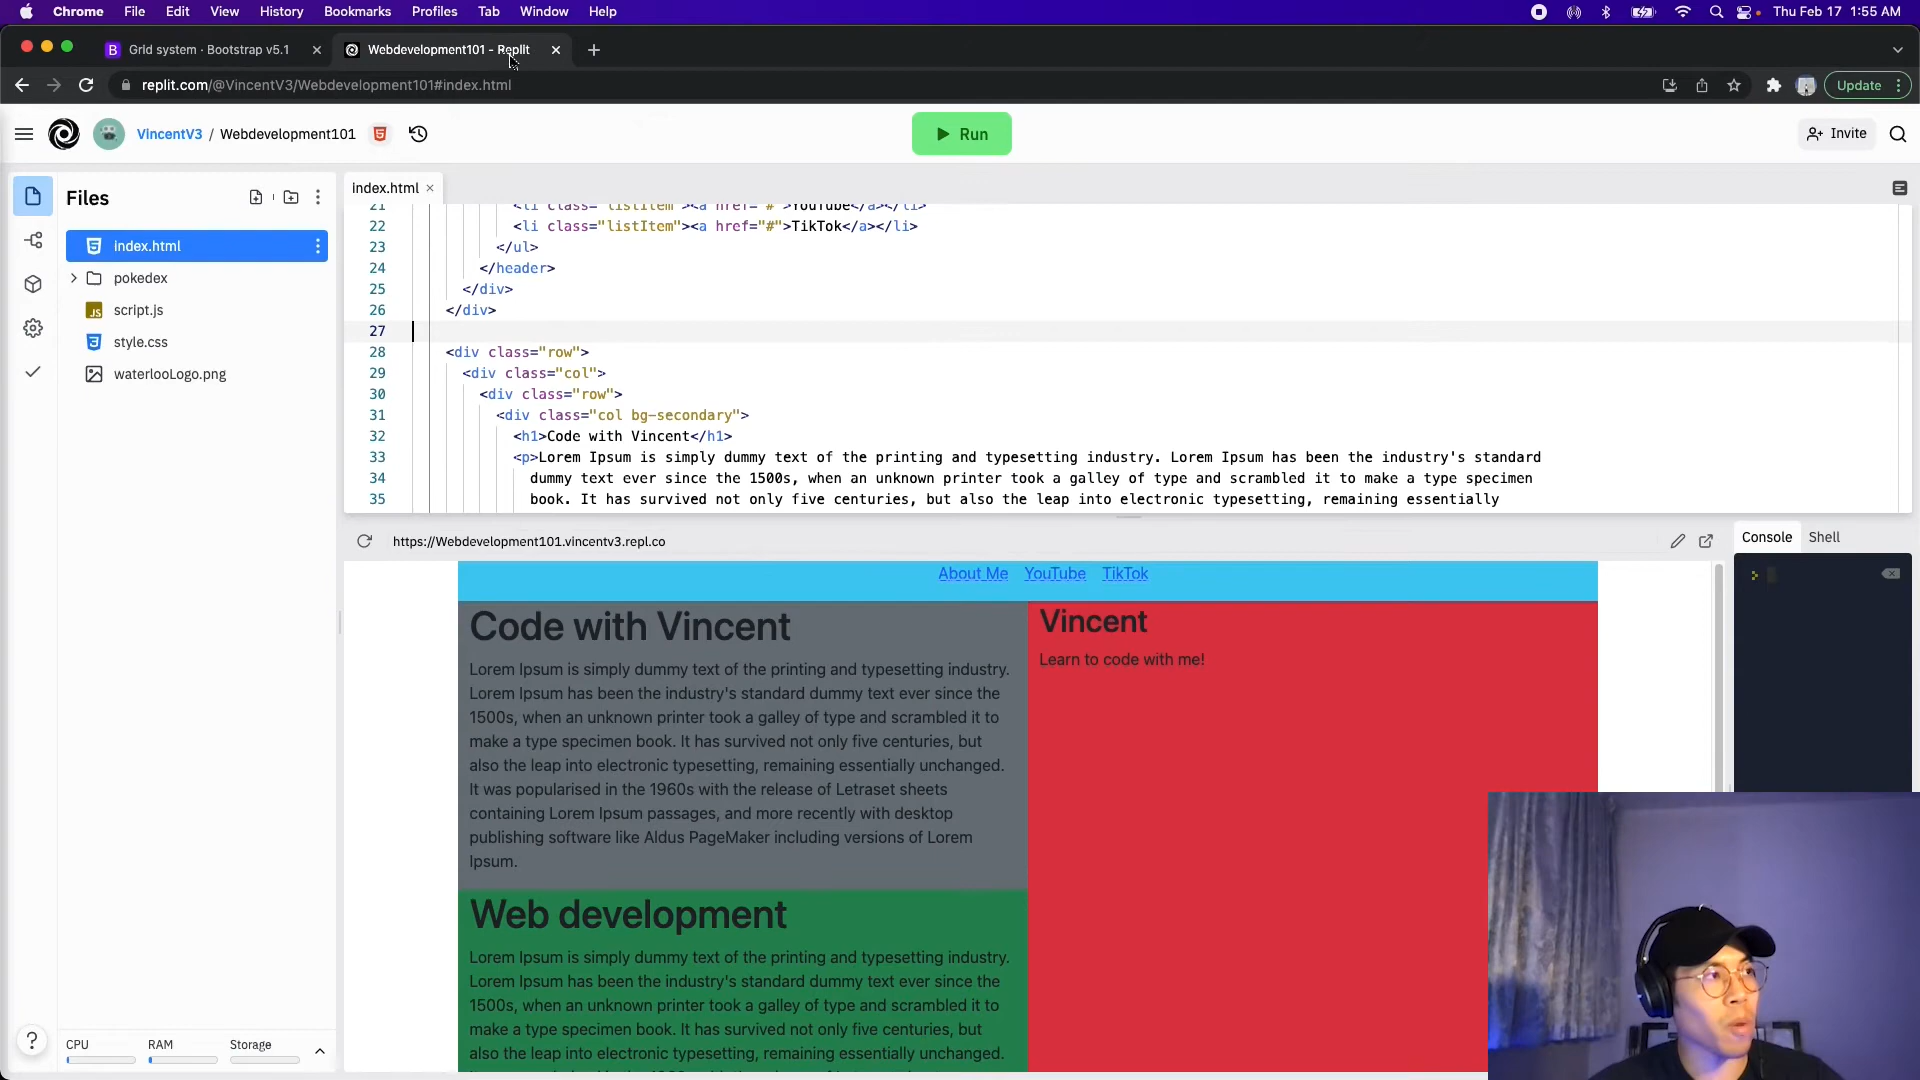 Chrome File Edit View History Bookmarks Profiles Tab Window Help Thu Feb 17 1:55 AM
Grid system · Bootstrap v5.1
Webdevelopment101 - Replit
replit.com/@VincentV3/Webdevelopment101#index.html
Update
VincentV3 / Webdevelopment101
Run
Invite
Files
index.html
pokedex
script.js
style.css
waterlooLogo.png
CPU RAM Storage
index.html
21 <li class="listItem"><a href="#">YouTube</a></li>
22 <li class="listItem"><a href="#">TikTok</a></li>
23 </ul>
24 </header>
25 </div>
26 </div>
27
28 <div class="row">
29 <div class="col">
30 <div class="row">
31 <div class="col bg-secondary">
32 <h1>Code with Vincent</h1>
33 <p>Lorem Ipsum is simply dummy text of the printing and typesetting industry. Lorem Ipsum has been the industry's standard
34 dummy text ever since the 1500s, when an unknown printer took a galley of type and scrambled it to make a type specimen
35 book. It has survived not only five centuries, but also the leap into electronic typesetting, remaining essentially
https://Webdevelopment101.vincentv3.repl.co
Console Shell
About Me YouTube TikTok
Code with Vincent
Lorem Ipsum is simply dummy text of the printing and typesetting industry.
Lorem Ipsum has been the industry's standard dummy text ever since the
1500s, when an unknown printer took a galley of type and scrambled it to
make a type specimen book. It has survived not only five centuries, but
also the leap into electronic typesetting, remaining essentially unchanged.
It was popularised in the 1960s with the release of Letraset sheets
containing Lorem Ipsum passages, and more recently with desktop
publishing software like Aldus PageMaker including versions of Lorem
Ipsum.
Vincent
Learn to code with me!
Web development
Lorem Ipsum is simply dummy text of the printing and typesetting industry.
Lorem Ipsum has been the industry's standard dummy text ever since the
1500s, when an unknown printer took a galley of type and scrambled it to
make a type specimen book. It has survived not only five centuries, but
also the leap into electronic typesetting, remaining essentially unchanged.